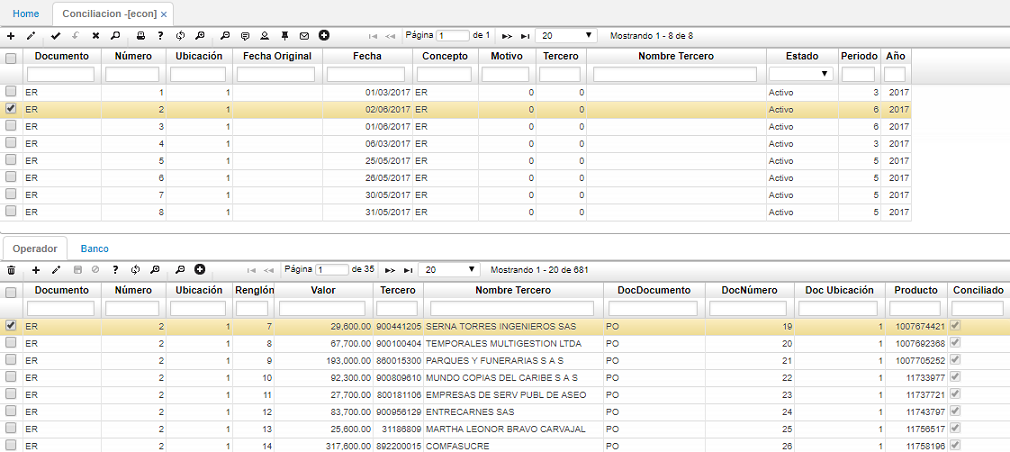 Home Conciliacion -[econ] ×
Página 1 de 1 20 Mostrando 1 - 8 de 8
Documento Número Ubicación Fecha Original Fecha Concepto Motivo Tercero Nombre Tercero Estado Periodo Año
ER 1 1 01/03/2017 ER 0 0 Activo 3 2017
ER 2 1 02/06/2017 ER 0 0 Activo 6 2017
ER 3 1 01/06/2017 ER 0 0 Activo 6 2017
ER 4 1 06/03/2017 ER 0 0 Activo 3 2017
ER 5 1 25/05/2017 ER 0 0 Activo 5 2017
ER 6 1 26/05/2017 ER 0 0 Activo 5 2017
ER 7 1 30/05/2017 ER 0 0 Activo 5 2017
ER 8 1 31/05/2017 ER 0 0 Activo 5 2017
Operador Banco
Página 1 de 35 20 Mostrando 1 - 20 de 681
Documento Número Ubicación Renglón Valor Tercero Nombre Tercero DocDocumento DocNúmero Doc Ubicación Producto Conciliado
ER 2 1 7 29,600.00 900441205 SERNA TORRES INGENIEROS SAS PO 19 1 1007674421
ER 2 1 8 67,700.00 900100404 TEMPORALES MULTIGESTION LTDA PO 20 1 1007692368
ER 2 1 9 193,000.00 860015300 PARQUES Y FUNERARIAS S A S PO 21 1 1007705252
ER 2 1 10 92,300.00 900809610 MUNDO COPIAS DEL CARIBE S A S PO 22 1 11733977
ER 2 1 11 27,700.00 800181106 EMPRESAS DE SERV PUBL DE ASEO PO 23 1 11737721
ER 2 1 12 83,700.00 900956129 ENTRECARNES SAS PO 24 1 11743797
ER 2 1 13 25,600.00 31186809 MARTHA LEONOR BRAVO CARVAJAL PO 25 1 11756517
ER 2 1 14 317,600.00 892200015 COMFASUCRE PO 26 1 11758196